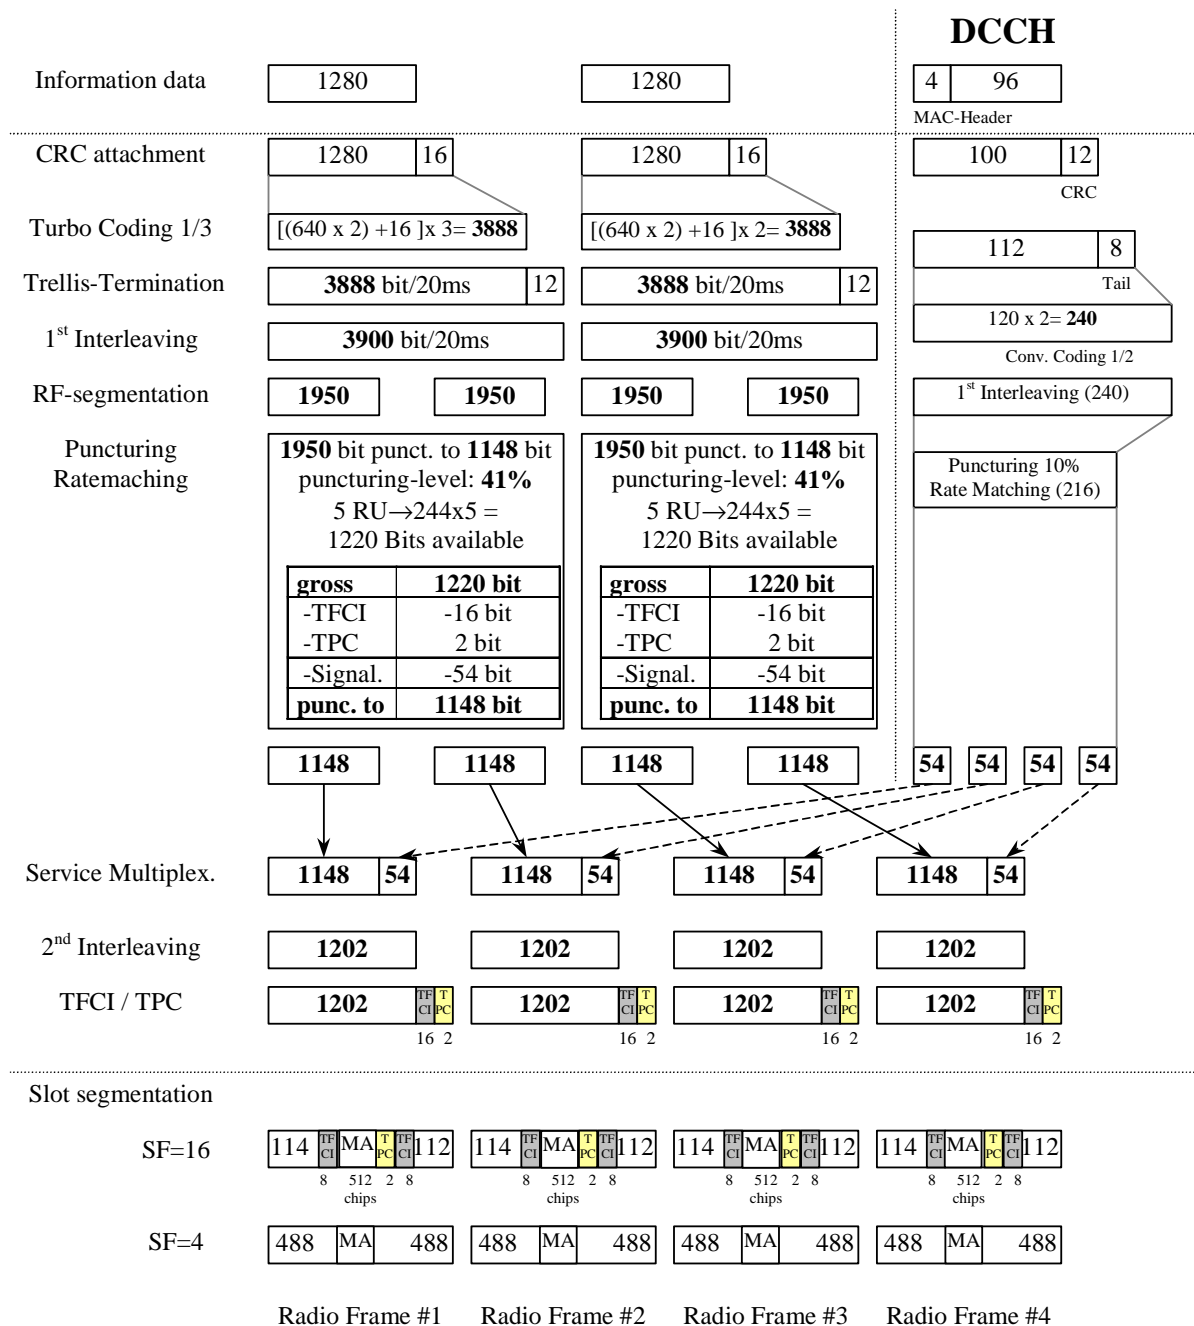 DCCH
Information data 1280 1280 4 96
MAC-Header
CRC attachment 1280 16 1280 16 100 12
CRC
Turbo Coding 1/3 [(640 x 2) +16 ]x 3= 3888 [(640 x 2) +16 ]x 2= 3888
112 8
Trellis-Termination 3888 bit/20ms 12 3888 bit/20ms 12
Tail
120 x 2= 240
1st Interleaving 3900 bit/20ms 3900 bit/20ms
Conv. Coding 1/2
RF-segmentation 1950 1950 1950 1950 1st Interleaving (240)
Puncturing 1950 bit punct. to 1148 bit 1950 bit punct. to 1148 bit
Ratemaching puncturing-level: 41% puncturing-level: 41%
Puncturing 10%
Rate Matching (216)
5 RU→244x5 = 5 RU→244x5 =
1220 Bits available 1220 Bits available
gross 1220 bit gross 1220 bit
-TFCI -16 bit -TFCI -16 bit
-TPC 2 bit -TPC 2 bit
-Signal. -54 bit -Signal. -54 bit
punc. to 1148 bit punc. to 1148 bit
1148 1148 1148 1148 54 54 54 54
Service Multiplex. 1148 54 1148 54 1148 54 1148 54
2nd Interleaving 1202 1202 1202 1202
TFCI / TPC 1202 TF CI T PC 1202 TF CI T PC 1202 TF CI T PC 1202 TF CI T PC
16 2 16 2 16 2 16 2
Slot segmentation
SF=16 114 TF CI MA T PC TF CI 112 114 TF CI MA T PC TF CI 112 114 TF CI MA T PC TF CI 112 114 TF CI MA T PC TF CI 112
8 512 2 8 8 512 2 8 8 512 2 8 8 512 2 8
chips chips chips chips
SF=4 488 MA 488 488 MA 488 488 MA 488 488 MA 488
Radio Frame #1 Radio Frame #2 Radio Frame #3 Radio Frame #4